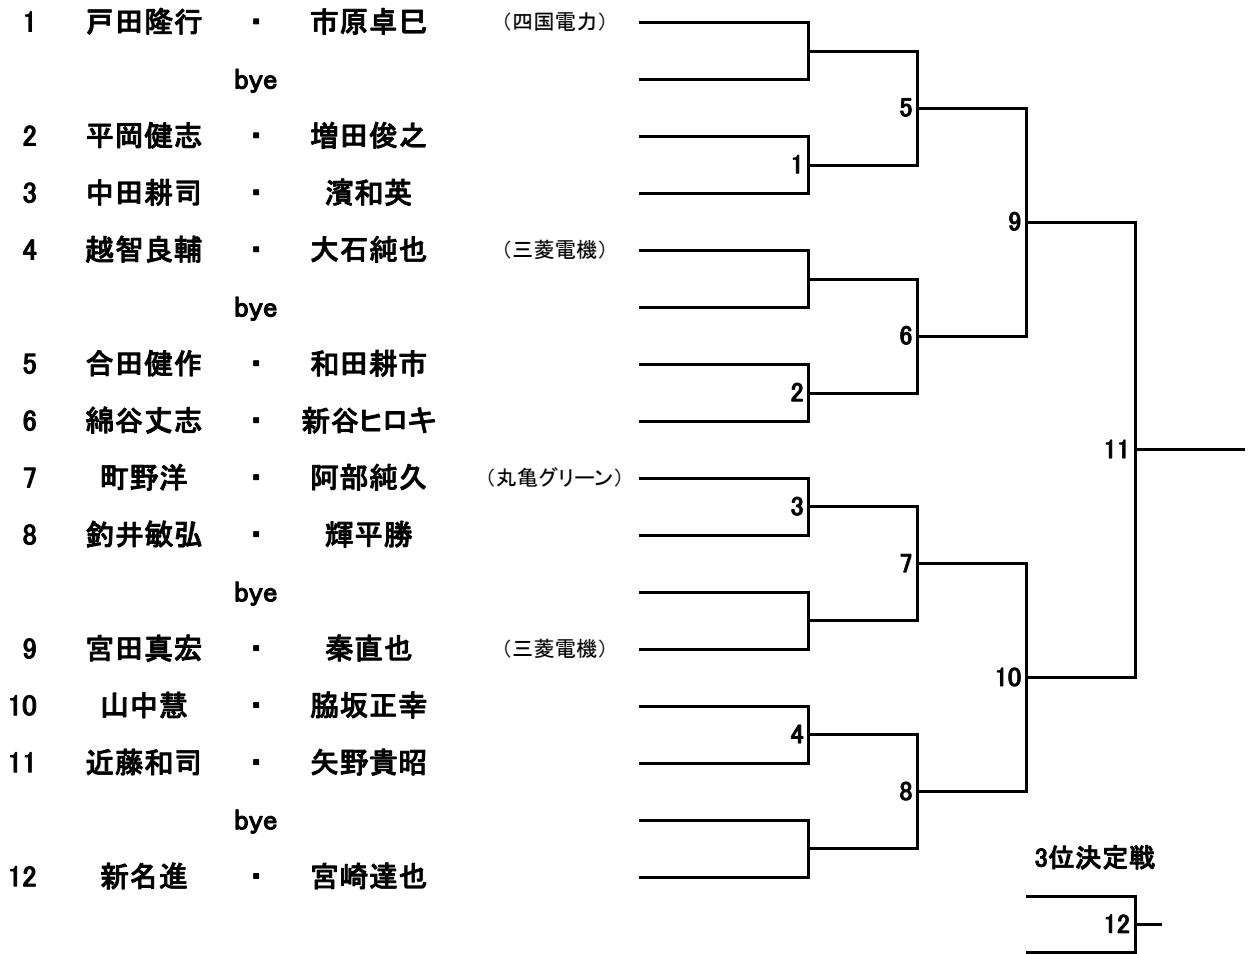 1 戸田隆行 ・ 市原卓巳 （四国電力）
bye
5
2 平岡健志 ・ 増田俊之
1
3 中田耕司 ・ 濱和英
9
4 越智良輔 ・ 大石純也 （三菱電機）
bye
6
5 合田健作 ・ 和田耕市
2
6 綿谷丈志 ・ 新谷ヒロキ
11
7 町野洋 ・ 阿部純久 （丸亀グリーン）
3
8 釣井敏弘 ・ 輝平勝
7
bye
9 宮田真宏 ・ 秦直也 （三菱電機）
10
10 山中慧 ・ 脇坂正幸
4
11 近藤和司 ・ 矢野貴昭
8
bye
3位決定戦
12 新名進 ・ 宮崎達也
12